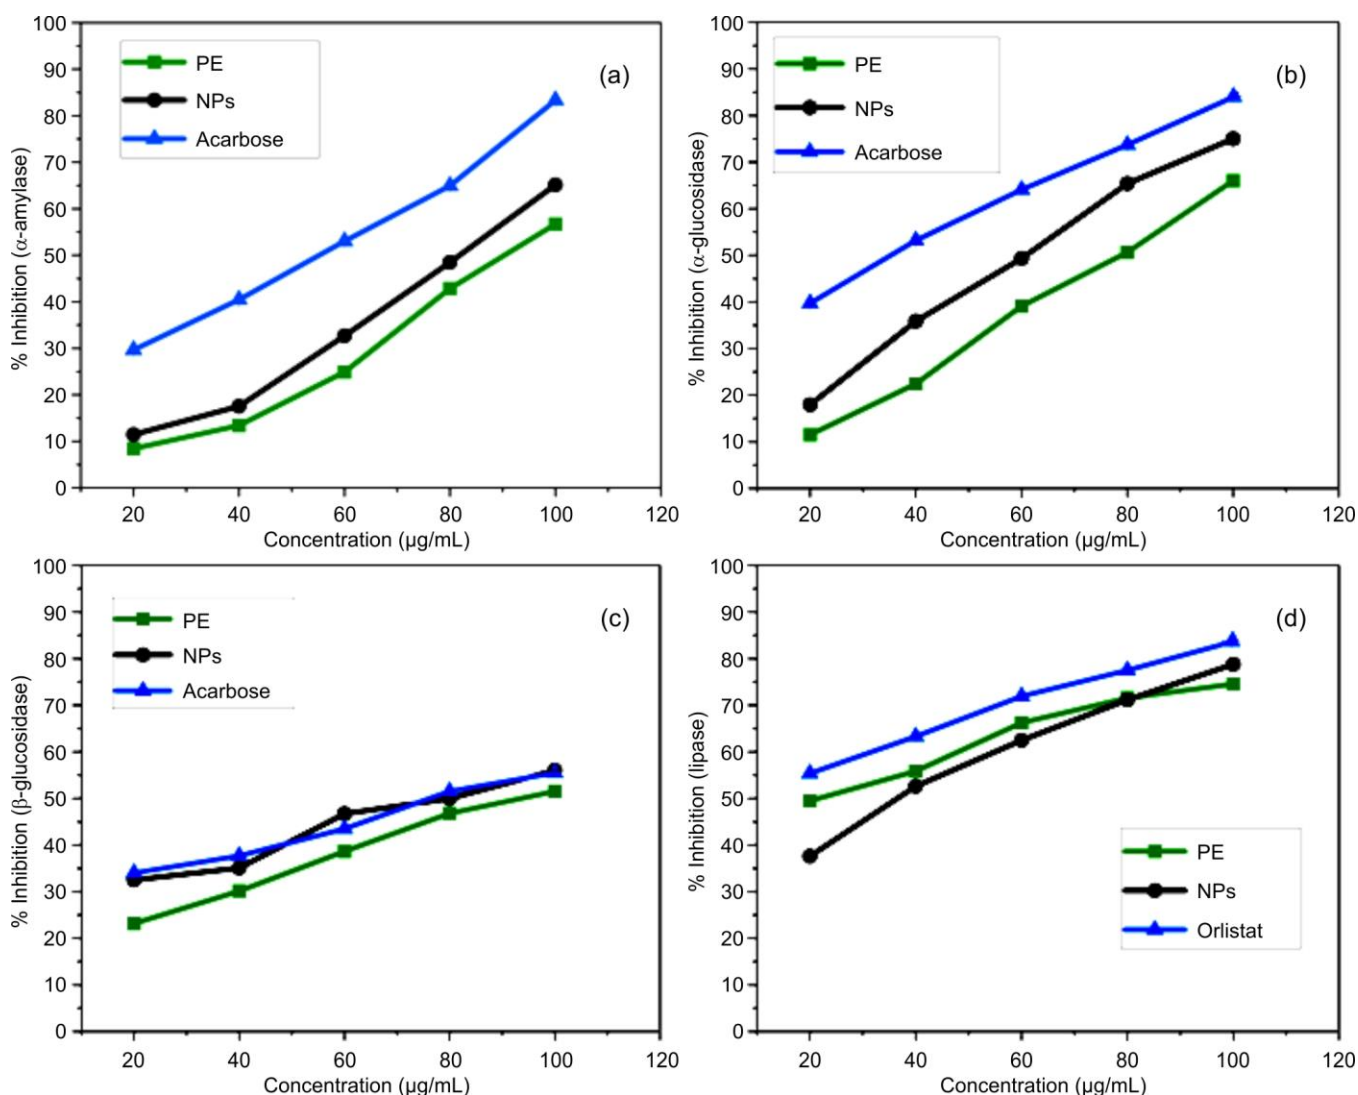 100
90
80
70
60
50
40
30
20
10
0
% Inhibition (α-amylase)
PE
NPs
Acarbose
(a)
20 40 60 80 100 120
Concentration (µg/mL)
100
90
80
70
60
50
40
30
20
10
0
% Inhibition (α-glucosidase)
PE
NPs
Acarbose
(b)
20 40 60 80 100 120
Concentration (µg/mL)
100
90
80
70
60
50
40
30
20
10
0
% Inhibition (β-glucosidase)
PE
NPs
Acarbose
(c)
20 40 60 80 100 120
Concentration (µg/mL)
100
90
80
70
60
50
40
30
20
10
0
% Inhibition (lipase)
(d)
PE
NPs
Orlistat
20 40 60 80 100 120
Concentration (µg/mL)